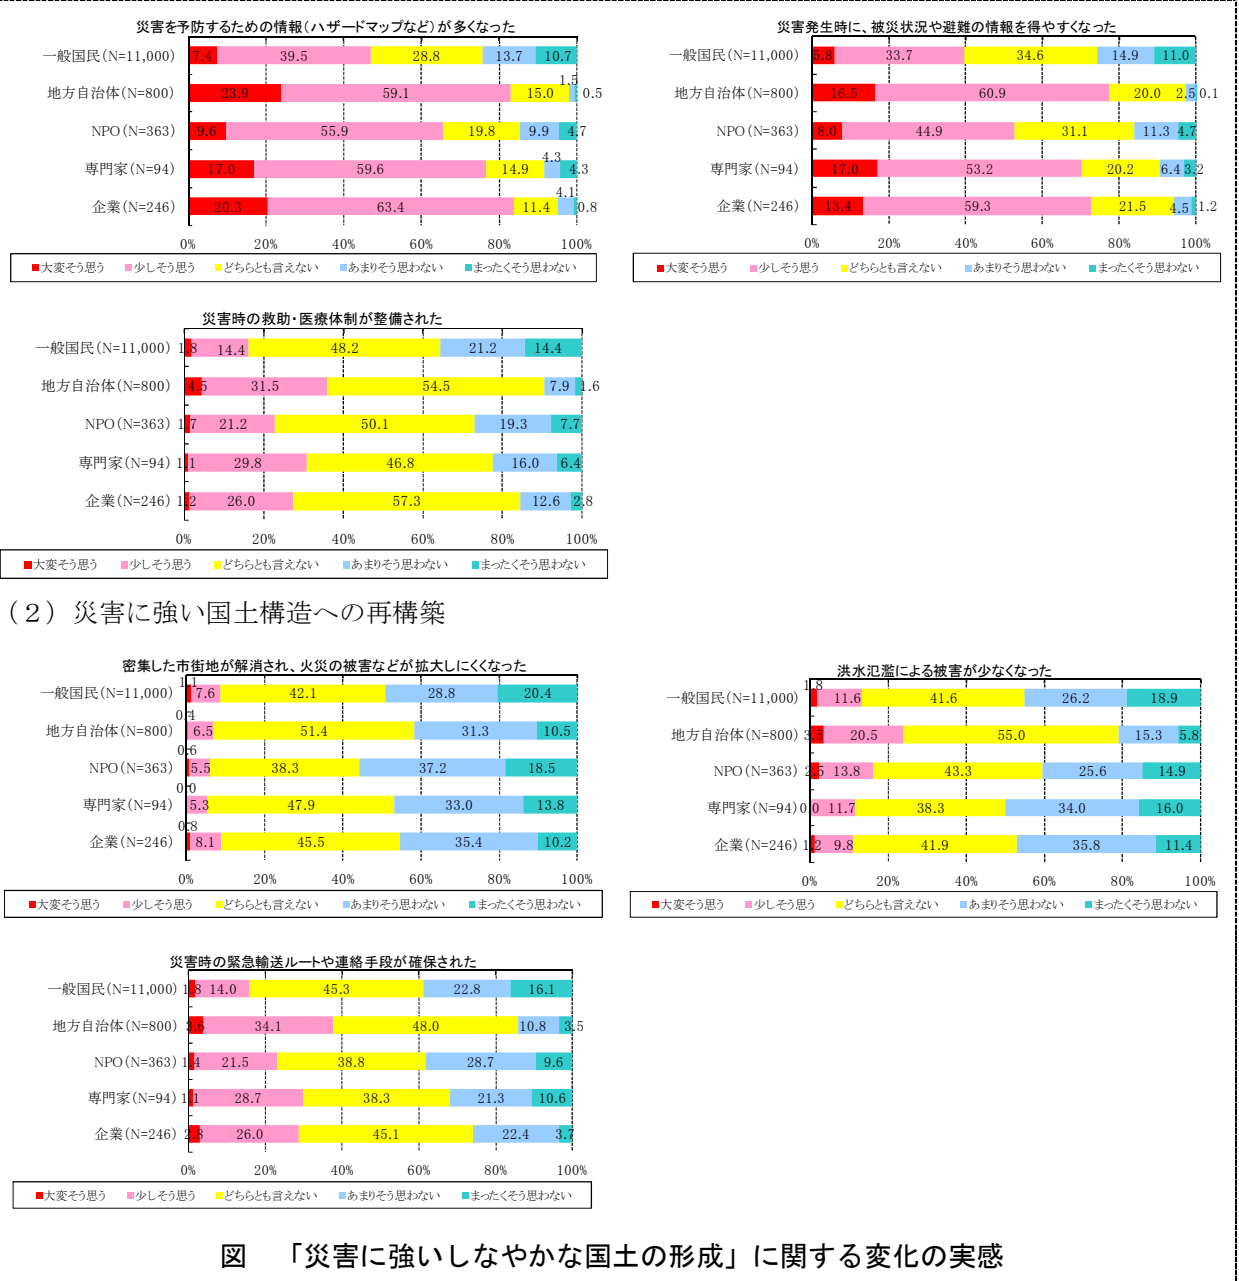 災害を予防するための情報(ハザードマップなど)が多くなった
一般国民(N=11,000) 7.4 39.5 28.8 13.7 10.7
地方自治体(N=800) 23.9 59.1 15.0 1.5 0.5
NPO(N=363) 9.6 55.9 19.8 9.9 4.7
専門家(N=94) 17.0 59.6 14.9 4.3 4.3
企業(N=246) 20.3 63.4 11.4 4.1 0.8
0% 20% 40% 60% 80% 100%
■大変そう思う ■少しそう思う ■どちらとも言えない ■あまりそう思わない ■まったくそう思わない
災害発生時に、被災状況や避難の情報を得やすくなった
一般国民(N=11,000) 5.8 33.7 34.6 14.9 11.0
地方自治体(N=800) 16.5 60.9 20.0 2.5 0.1
NPO(N=363) 8.0 44.9 31.1 11.3 4.7
専門家(N=94) 17.0 53.2 20.2 6.4 3.2
企業(N=246) 13.4 59.3 21.5 4.5 1.2
0% 20% 40% 60% 80% 100%
■大変そう思う ■少しそう思う ■どちらとも言えない ■あまりそう思わない ■まったくそう思わない
災害時の救助・医療体制が整備された
一般国民(N=11,000) 1.8 14.4 48.2 21.2 14.4
地方自治体(N=800) 4.5 31.5 54.5 7.9 1.6
NPO(N=363) 1.7 21.2 50.1 19.3 7.7
専門家(N=94) 1.1 29.8 46.8 16.0 6.4
企業(N=246) 1.2 26.0 57.3 12.6 2.8
0% 20% 40% 60% 80% 100%
■大変そう思う ■少しそう思う ■どちらとも言えない ■あまりそう思わない ■まったくそう思わない
(2)災害に強い国土構造への再構築
密集した市街地が解消され、火災の被害などが拡大しにくくなった
一般国民(N=11,000) 1.1 7.6 42.1 28.8 20.4
地方自治体(N=800) 0.4 6.5 51.4 31.3 10.5
NPO(N=363) 0.6 5.5 38.3 37.2 18.5
専門家(N=94) 0.0 5.3 47.9 33.0 13.8
企業(N=246) 0.8 8.1 45.5 35.4 10.2
0% 20% 40% 60% 80% 100%
■大変そう思う ■少しそう思う ■どちらとも言えない ■あまりそう思わない ■まったくそう思わない
洪水氾濫による被害が少なくなった
一般国民(N=11,000) 1.8 11.6 41.6 26.2 18.9
地方自治体(N=800) 3.5 20.5 55.0 15.3 5.8
NPO(N=363) 2.5 13.8 43.3 25.6 14.9
専門家(N=94) 0.0 11.7 38.3 34.0 16.0
企業(N=246) 1.2 9.8 41.9 35.8 11.4
0% 20% 40% 60% 80% 100%
■大変そう思う ■少しそう思う ■どちらとも言えない ■あまりそう思わない ■まったくそう思わない
災害時の緊急輸送ルートや連絡手段が確保された
一般国民(N=11,000) 1.8 14.0 45.3 22.8 16.1
地方自治体(N=800) 3.6 34.1 48.0 10.8 3.5
NPO(N=363) 1.4 21.5 38.8 28.7 9.6
専門家(N=94) 1.1 28.7 38.3 21.3 10.6
企業(N=246) 2.8 26.0 45.1 22.4 3.7
0% 20% 40% 60% 80% 100%
■大変そう思う ■少しそう思う ■どちらとも言えない ■あまりそう思わない ■まったくそう思わない
図 「災害に強いしなやかな国土の形成」に関する変化の実感